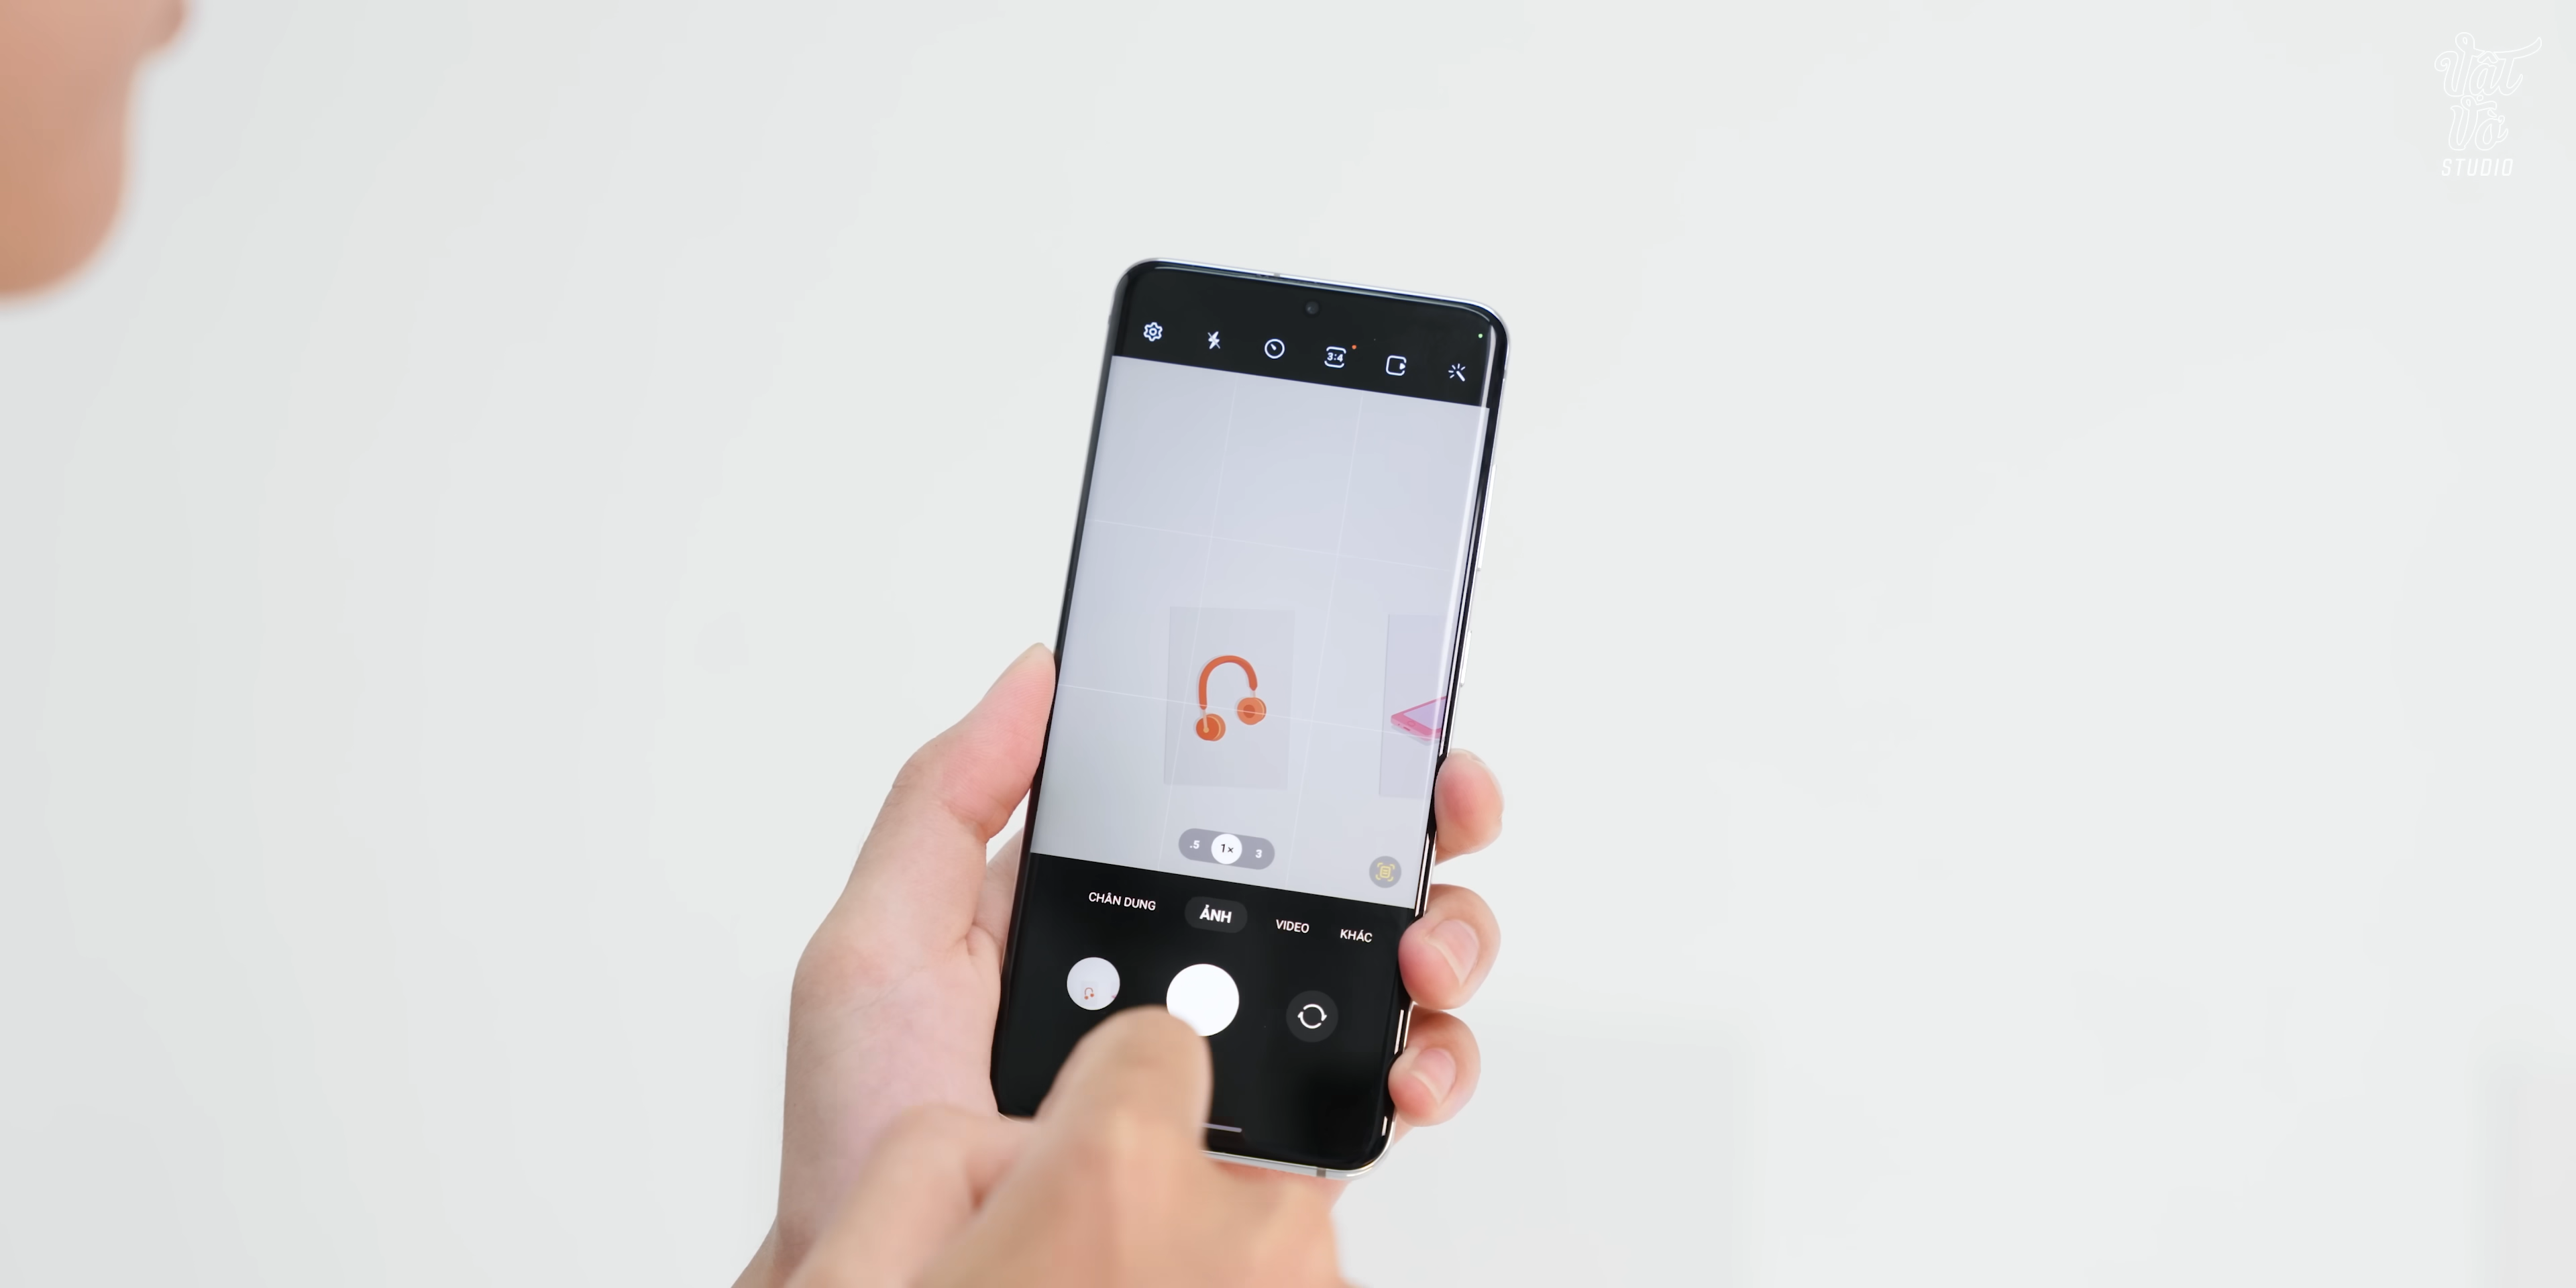 Vật
Vờ
STUDIO
3:4
.5 1× 3
CHÂN DUNG ẢNH VIDEO KHÁC